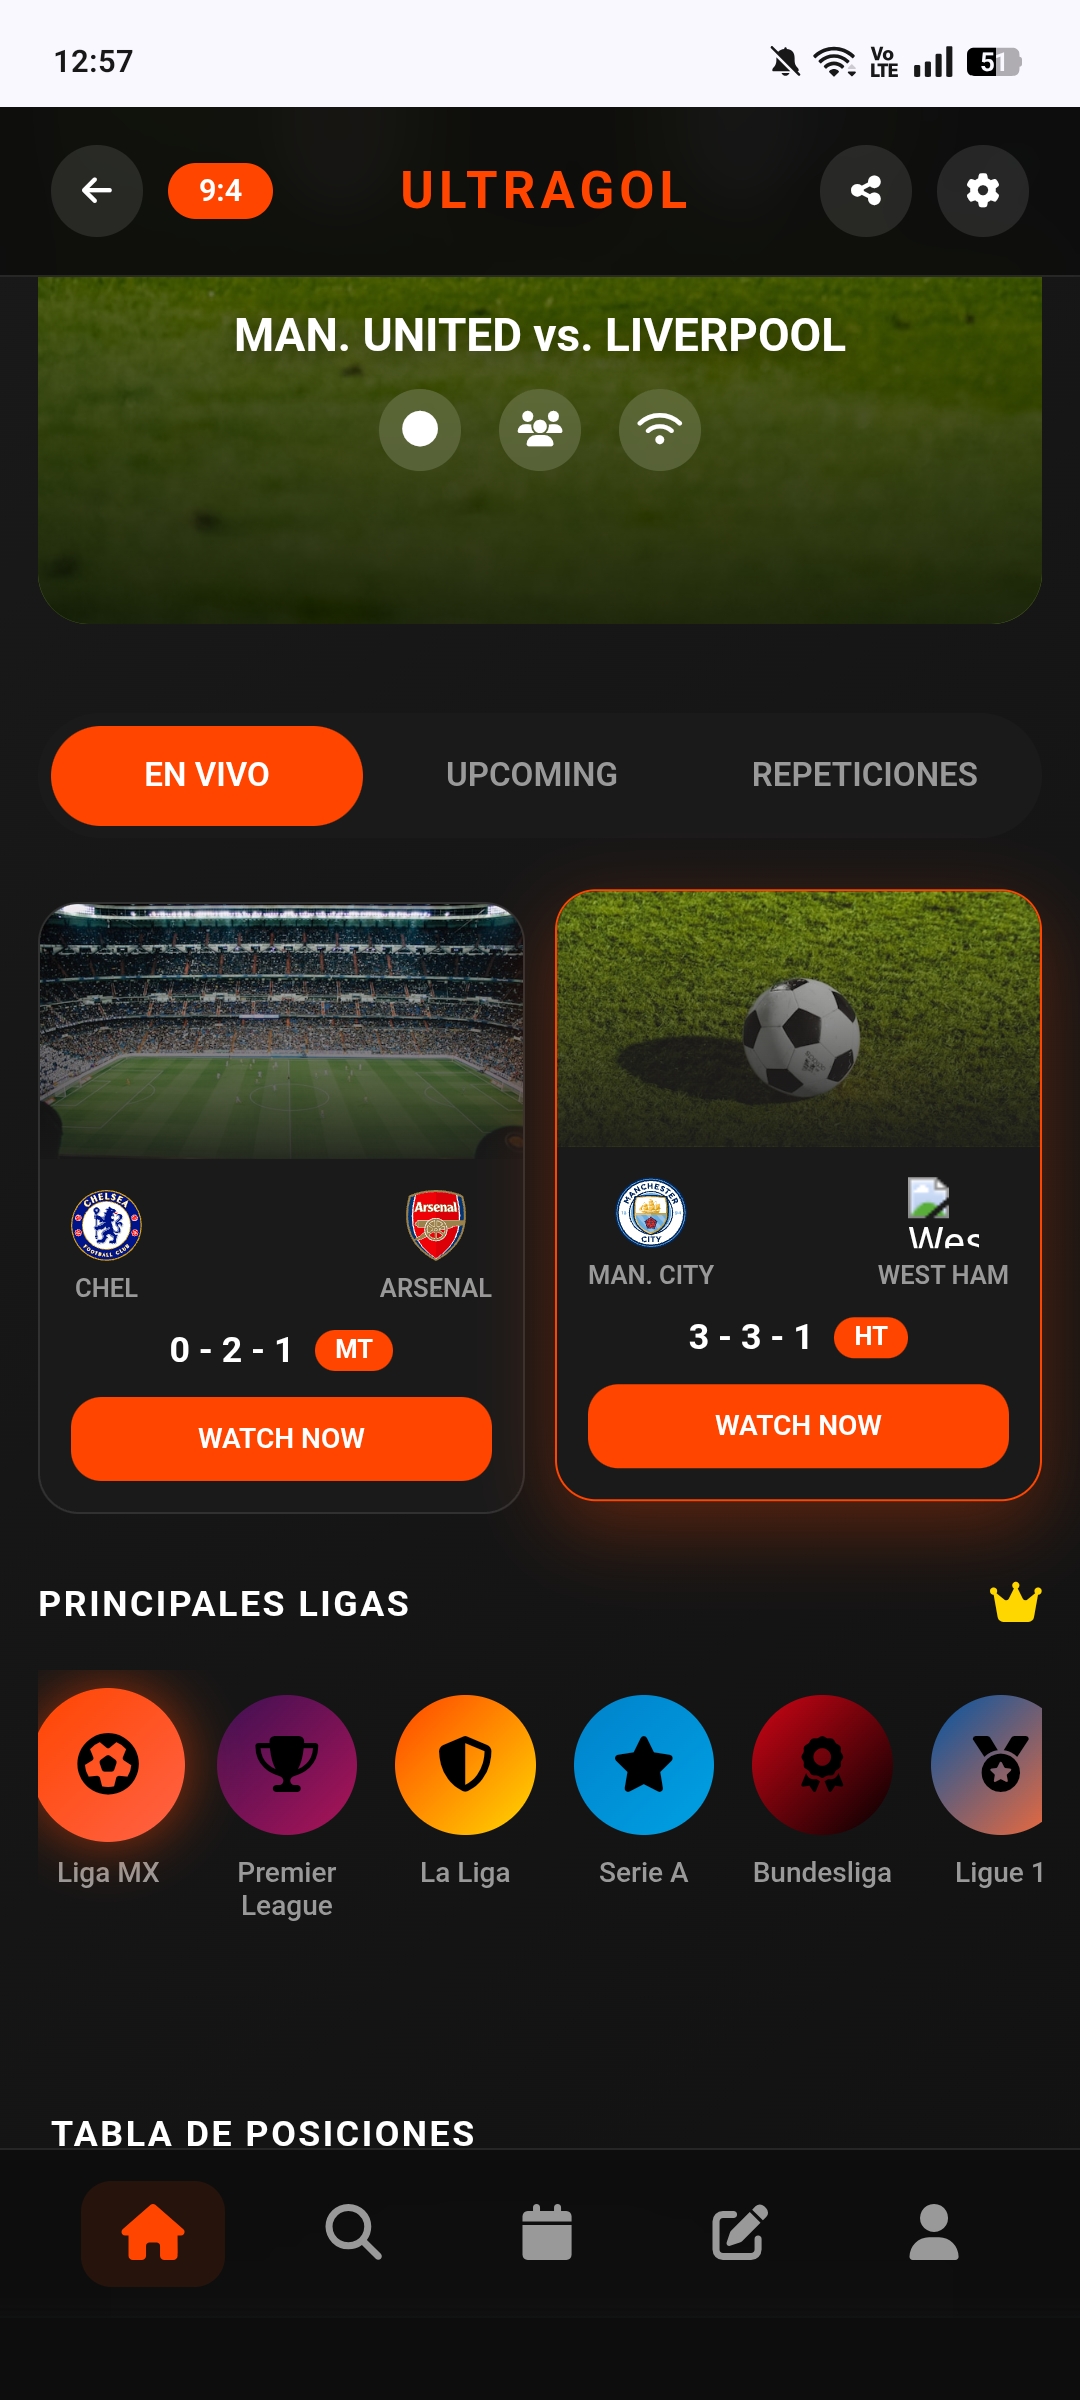 12:57
Vo
LTE
51
9:4
ULTRAGOL
MAN. UNITED vs. LIVERPOOL
EN VIVO
UPCOMING
REPETICIONES
CHELSEA
FOOTBALL CLUB
Arsenal
MANCHESTER
CITY
Wes
CHEL
ARSENAL
MAN. CITY
WEST HAM
0 - 2 - 1
MT
3 - 3 - 1
HT
WATCH NOW
WATCH NOW
PRINCIPALES LIGAS
Liga MX
Premier
League
La Liga
Serie A
Bundesliga
Ligue 1
TABLA DE POSICIONES